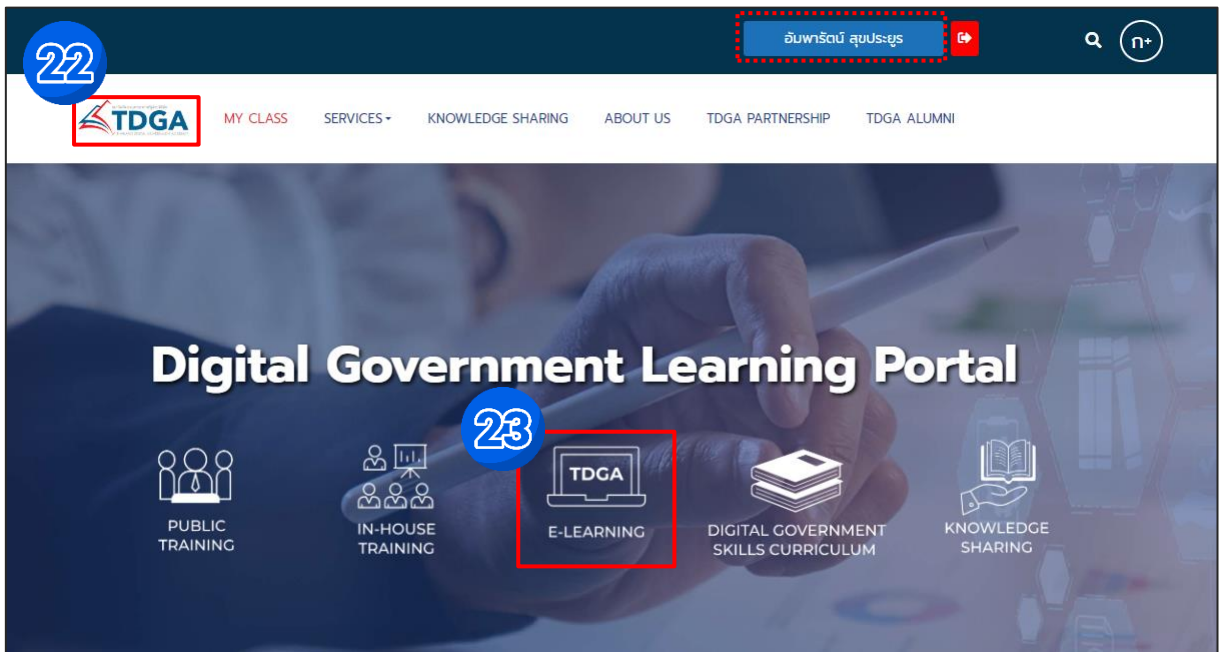 อัมพารัตน์ สุขประยูร
ก+
22
TDGA
MY CLASS
SERVICES
KNOWLEDGE SHARING
ABOUT US
TDGA PARTNERSHIP
TDGA ALUMNI
Digital Government Learning Portal
23
PUBLIC
TRAINING
IN-HOUSE
TRAINING
TDGA
E-LEARNING
DIGITAL GOVERNMENT
SKILLS CURRICULUM
KNOWLEDGE
SHARING